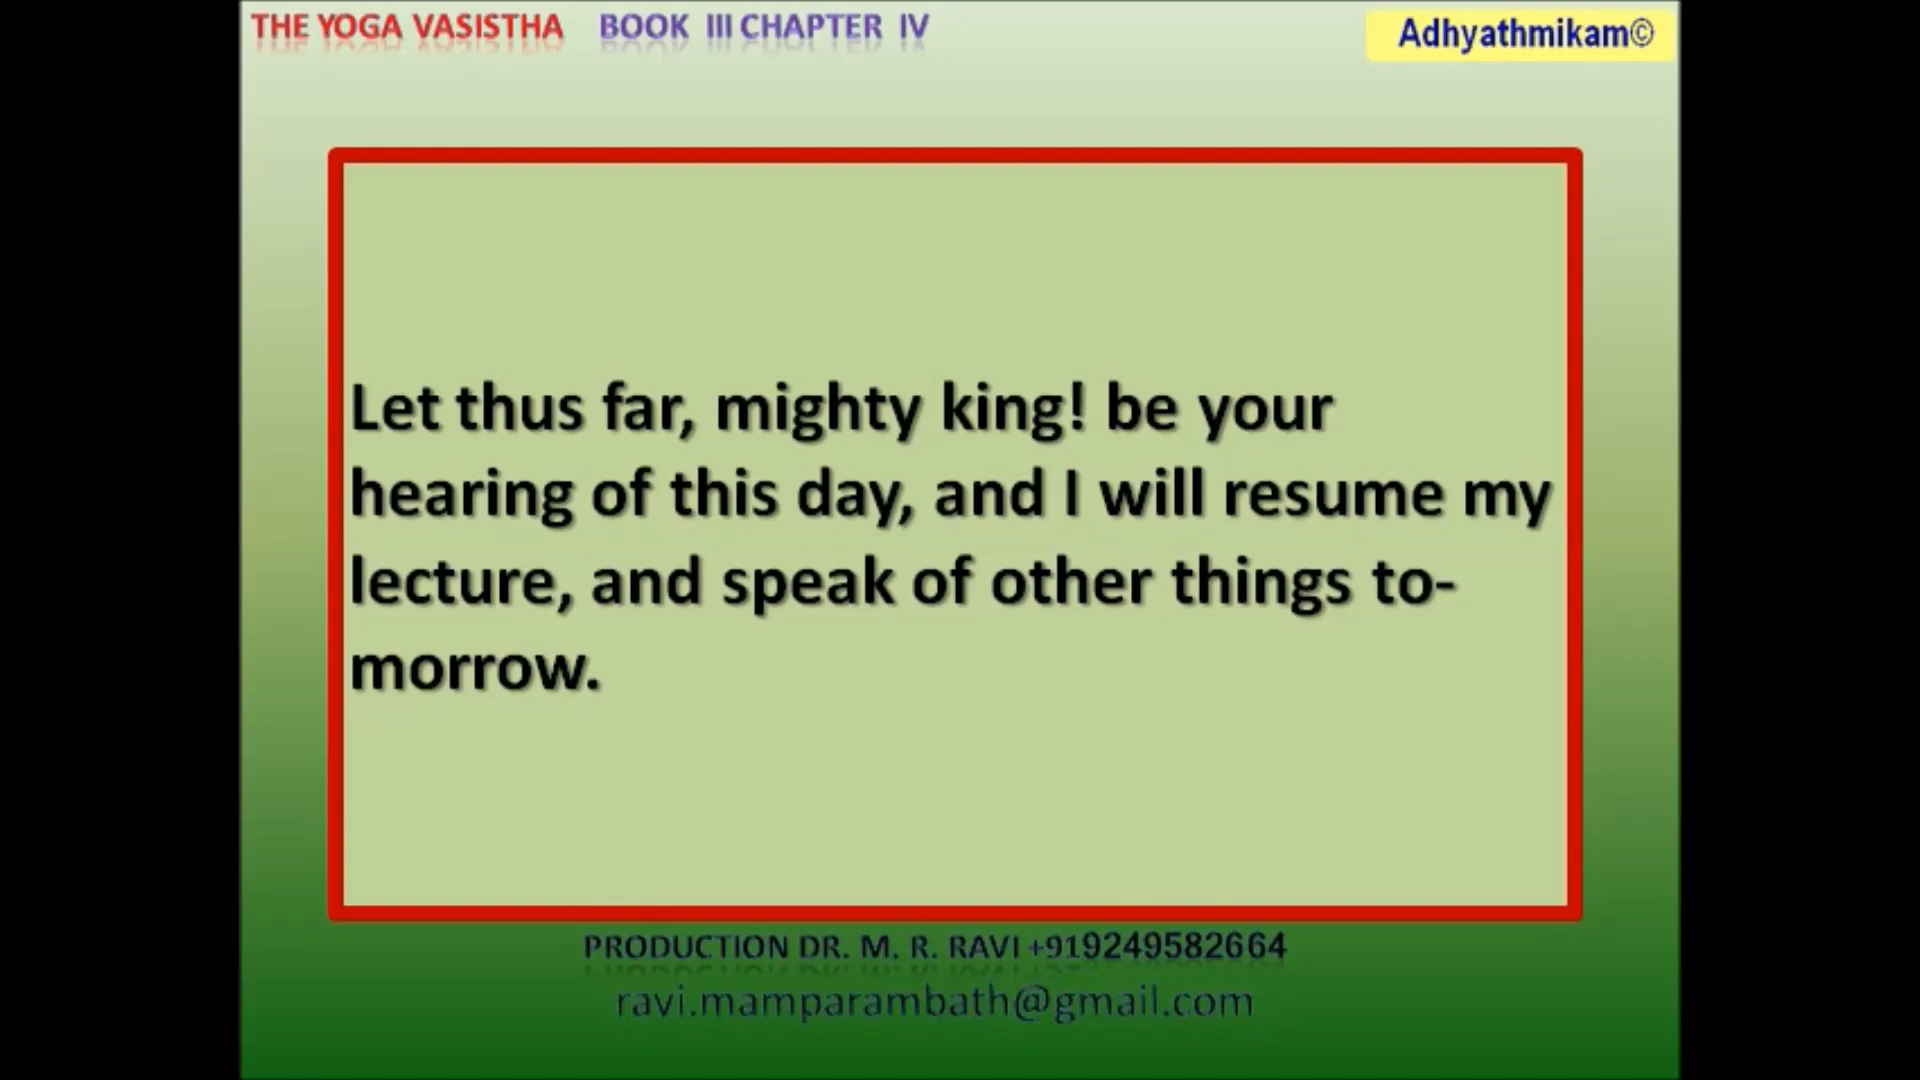 THE YOGA VASISTHA BOOK III CHAPTER IV
Adhyathmikam©
Let thus far, mighty king! be your
hearing of this day, and I will resume my
lecture, and speak of other things to-
morrow.
PRODUCTION DR. M. R. RAVI +919249582664
ravi.mamparambath@gmail.com